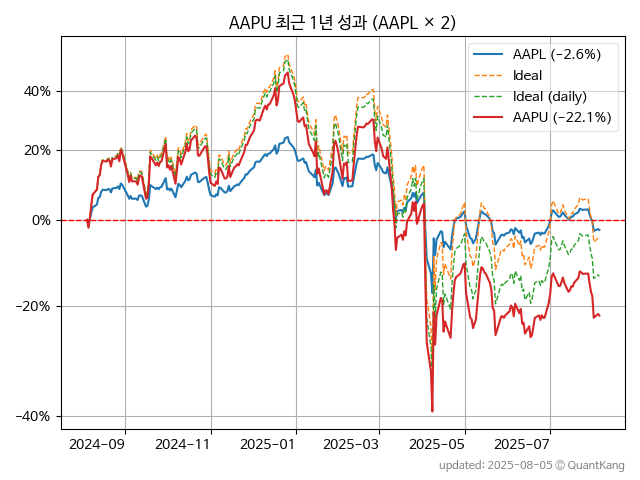 AAPU 최근 1년 성과 (AAPL × 2)
AAPL (−2.6%)
Ideal
Ideal (daily)
AAPU (−22.1%)
40%
20%
0%
−20%
−40%
2024−09
2024−11
2025−01
2025−03
2025−05
2025−07
updated: 2025−08−05 © QuantKang